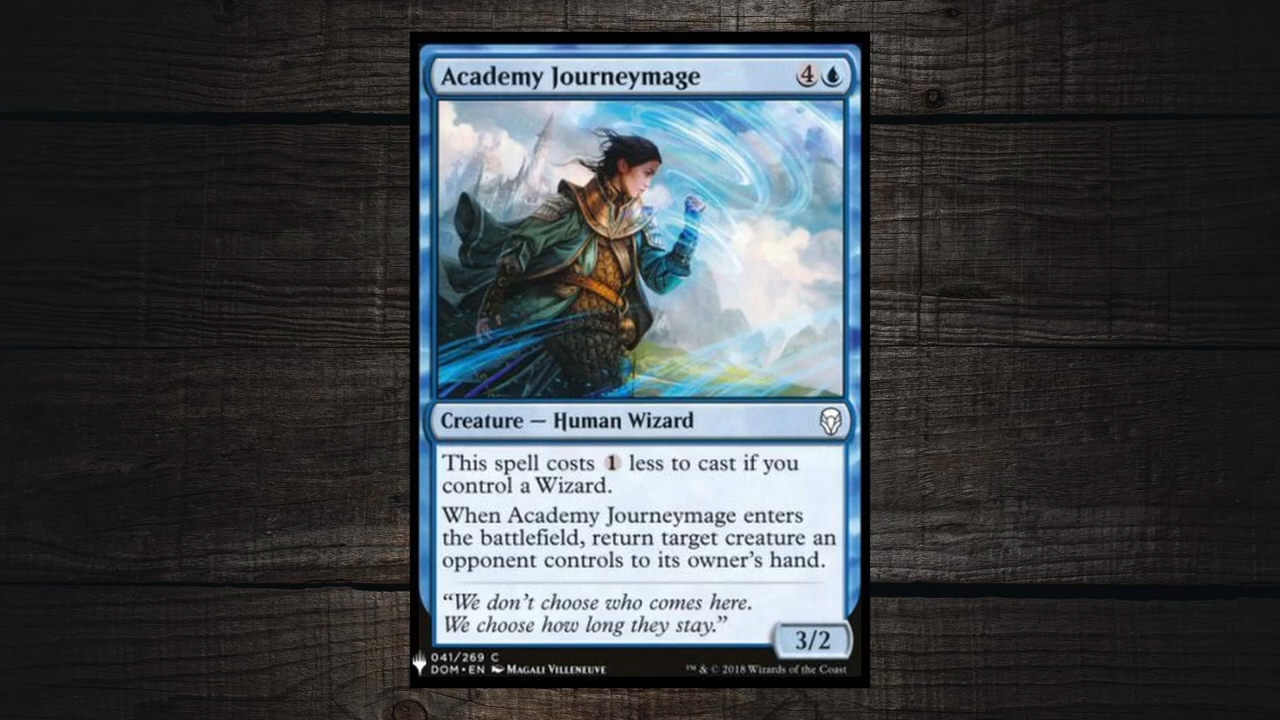 Academy Journeymage 4
Creature — Human Wizard
This spell costs 1 less to cast if you
control a Wizard.
When Academy Journeymage enters
the battlefield, return target creature an
opponent controls to its owner's hand.
“We don't choose who comes here.
We choose how long they stay.”
3/2
041/269 C
DOM • EN Magali Villeneuve
™ & © 2018 Wizards of the Coast